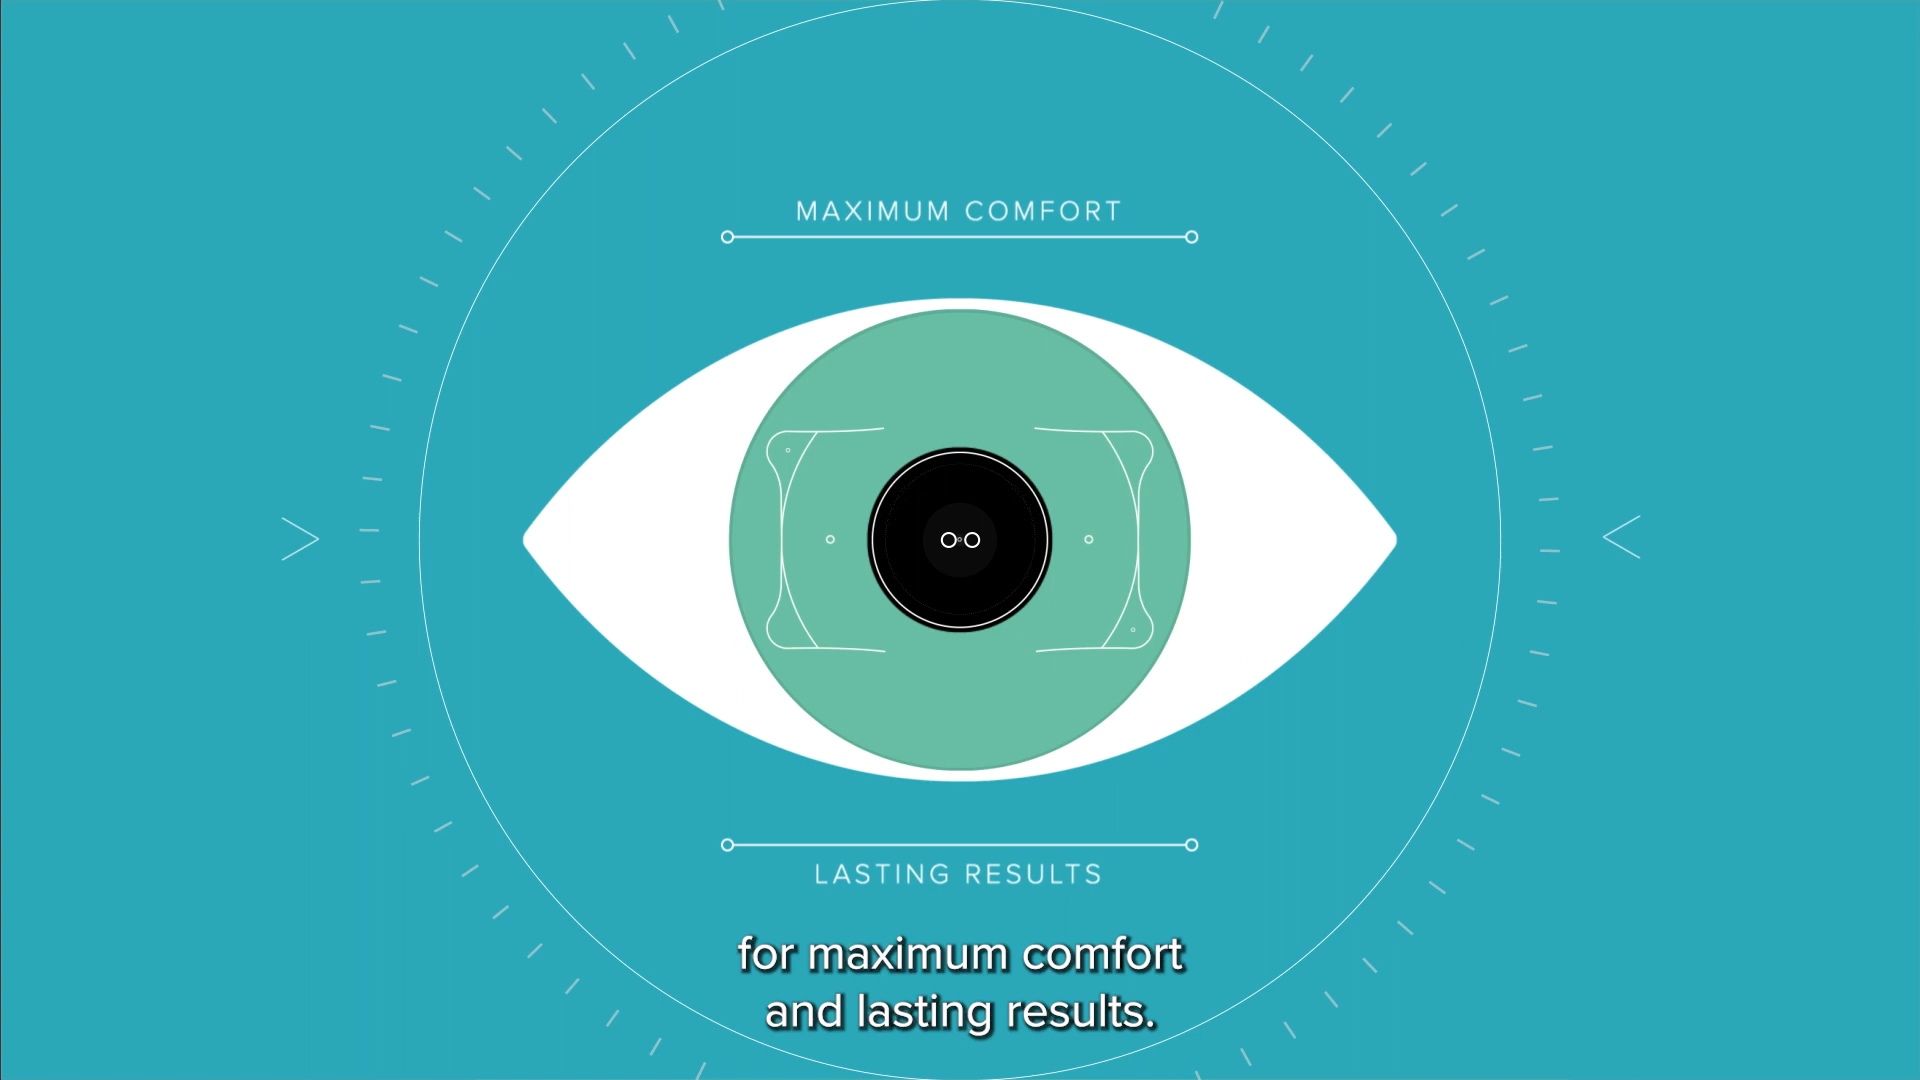 MAXIMUM COMFORT
LASTING RESULTS
for maximum comfort
and lasting results.